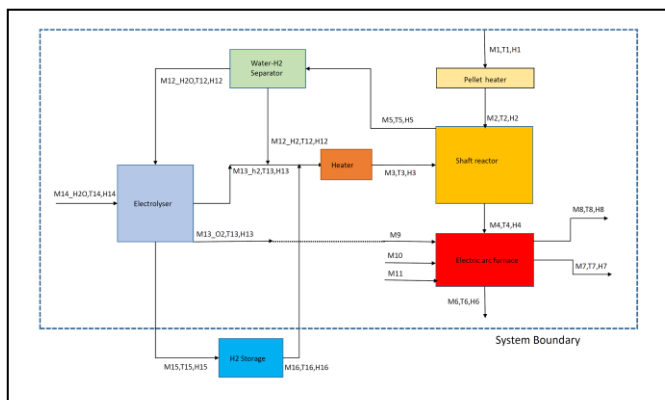 Water-H2
Separator
M1,T1,H1
M12_H2O,T12,H12
Pellet heater
M5,T5,H5
M2,T2,H2
M12_H2,T12,H12
Heater
Shaft reactor
M13_h2,T13,H13
M3,T3,H3
M14_H2O,T14,H14
Electrolyser
M8,T8,H8
M13_O2,T13,H13
M9
M4,T4,H4
M10
Electric arc furnace
M11
M7,T7,H7
M6,T6,H6
System Boundary
H2 Storage
M15,T15,H15
M16,T16,H16